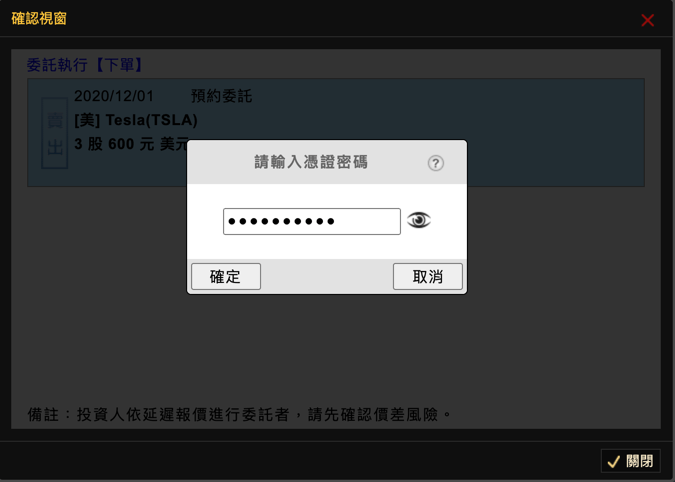 確認視窗
委託執行【下單】
賣出
2020/12/01 預約委託
[美] Tesla(TSLA)
3 股 600 元 美元
請輸入憑證密碼
?
●●●●●●●●●●
確定
取消
備註：投資人依延遲報價進行委託者，請先確認價差風險。
關閉